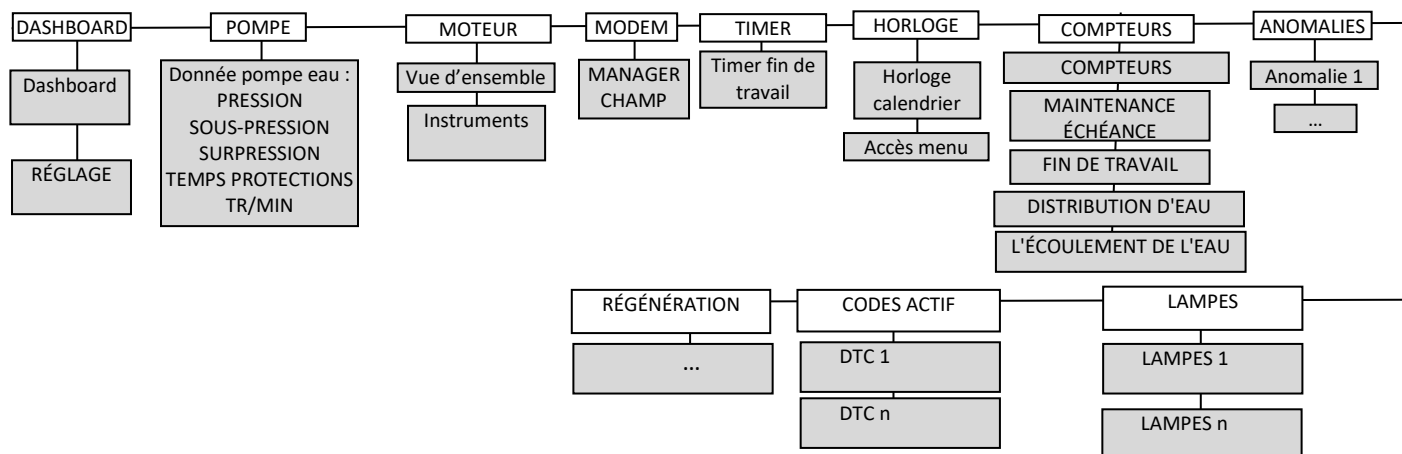 DASHBOARD
POMPE
MOTEUR
MODEM
TIMER
HORLOGE
COMPTEURS
ANOMALIES
Dashboard
RÉGLAGE
Donnée pompe eau :
PRESSION
SOUS-PRESSION
SURPRESSION
TEMPS PROTECTIONS
TR/MIN
Vue d'ensemble
Instruments
MANAGER
CHAMP
Timer fin de
travail
Horloge
calendrier
Accès menu
COMPTEURS
MAINTENANCE
ÉCHÉANCE
FIN DE TRAVAIL
DISTRIBUTION D'EAU
L'ÉCOULEMENT DE L'EAU
Anomalie 1
...
RÉGÉNÉRATION
CODES ACTIF
LAMPES
...
DTC 1
DTC n
LAMPES 1
LAMPES n